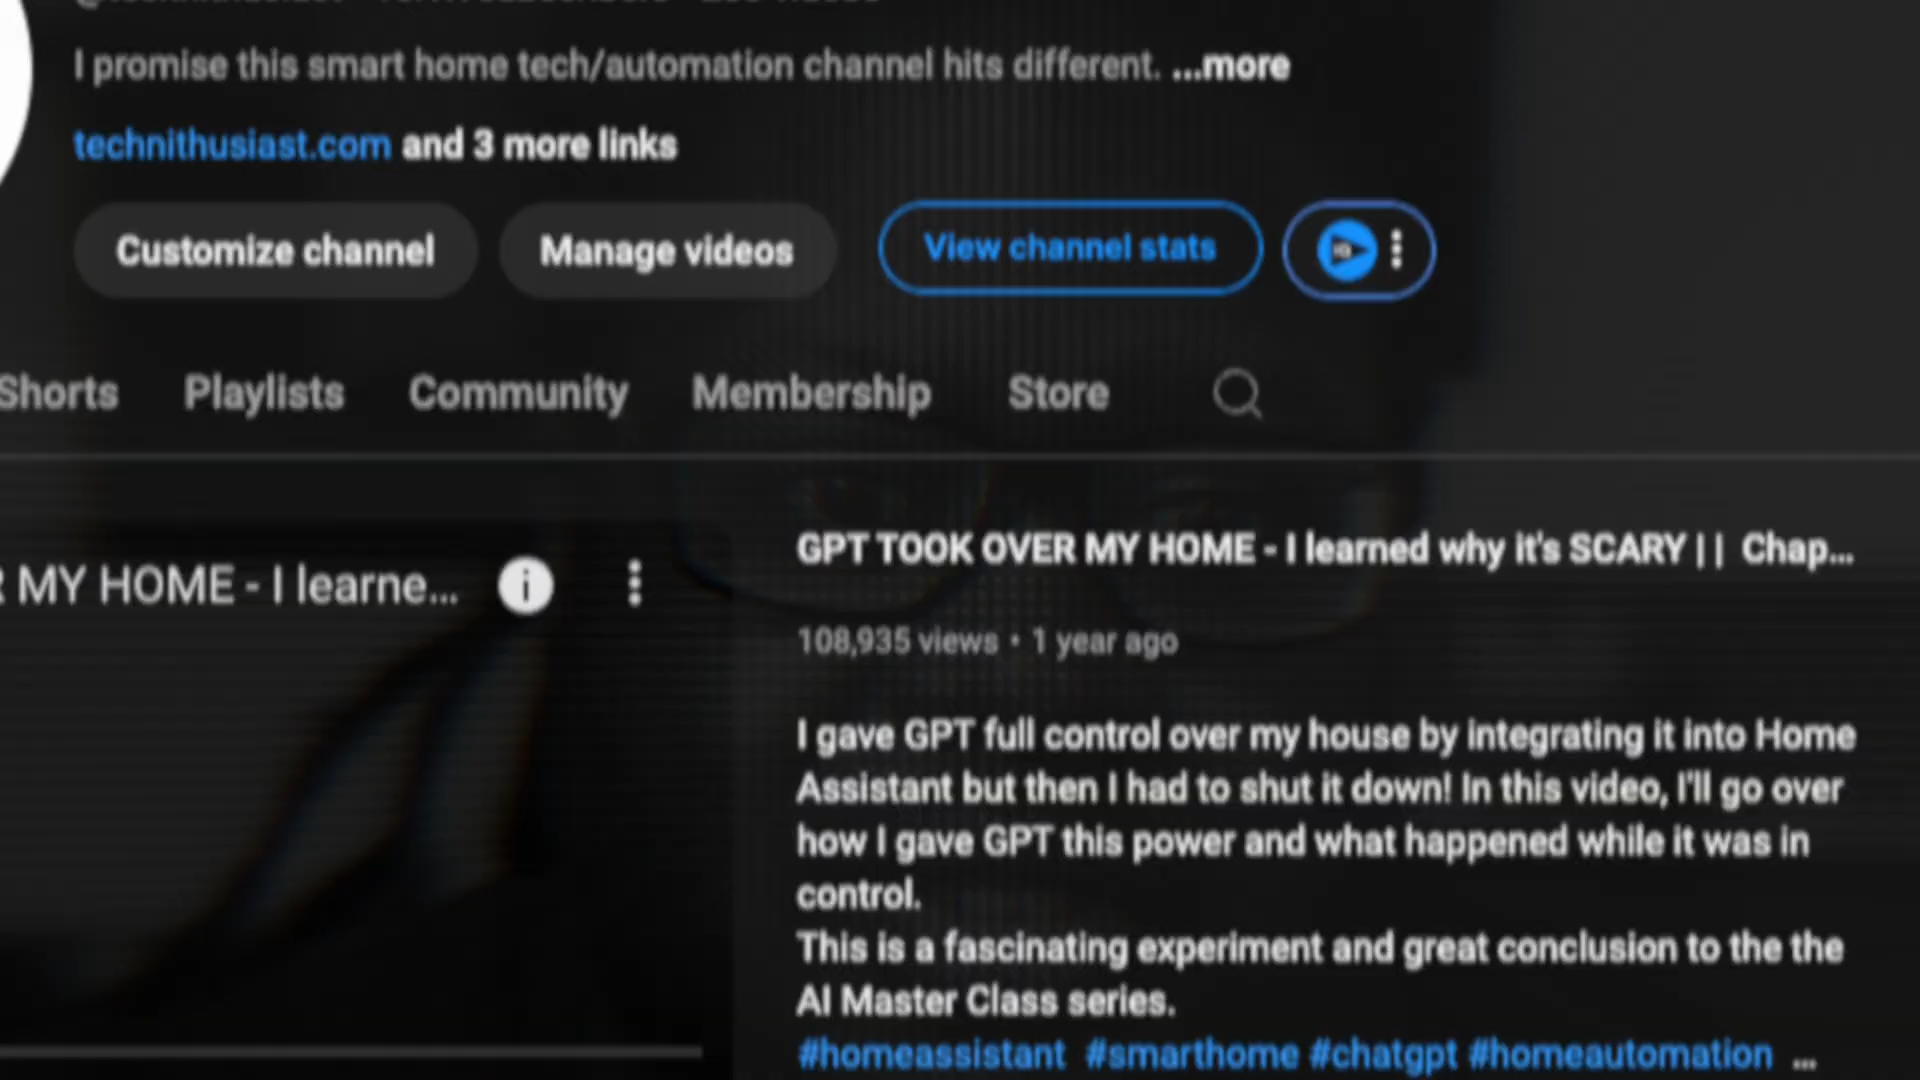 I promise this smart home tech/automation channel hits different. ...more
technithusiast.com and 3 more links
Customize channel
Manage videos
View channel stats
Shorts
Playlists
Community
Membership
Store
MY HOME - I learne...
GPT TOOK OVER MY HOME - I learned why it's SCARY || Chap...
108,935 views • 1 year ago
I gave GPT full control over my house by integrating it into Home
Assistant but then I had to shut it down! In this video, I'll go over
how I gave GPT this power and what happened while it was in
control.
This is a fascinating experiment and great conclusion to the the
AI Master Class series.
#homeassistant #smarthome #chatgpt #homeautomation ...